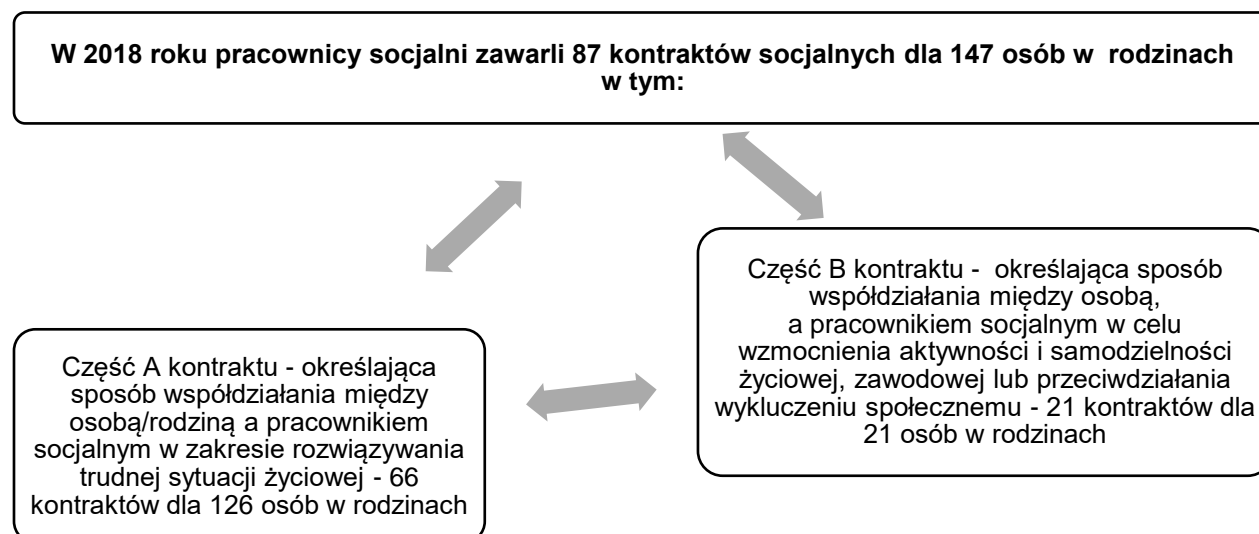 W 2018 roku pracownicy socjalni zawarli 87 kontraktów socjalnych dla 147 osób w rodzinach
w tym:
Część B kontraktu - określająca sposób
współdziałania między osobą,
a pracownikiem socjalnym w celu
wzmocnienia aktywności i samodzielności
życiowej, zawodowej lub przeciwdziałania
wykluczeniu społecznemu - 21 kontraktów dla
21 osób w rodzinach
Część A kontraktu - określająca
sposób współdziałania między
osobą/rodziną a pracownikiem
socjalnym w zakresie rozwiązywania
trudnej sytuacji życiowej - 66
kontraktów dla 126 osób w rodzinach